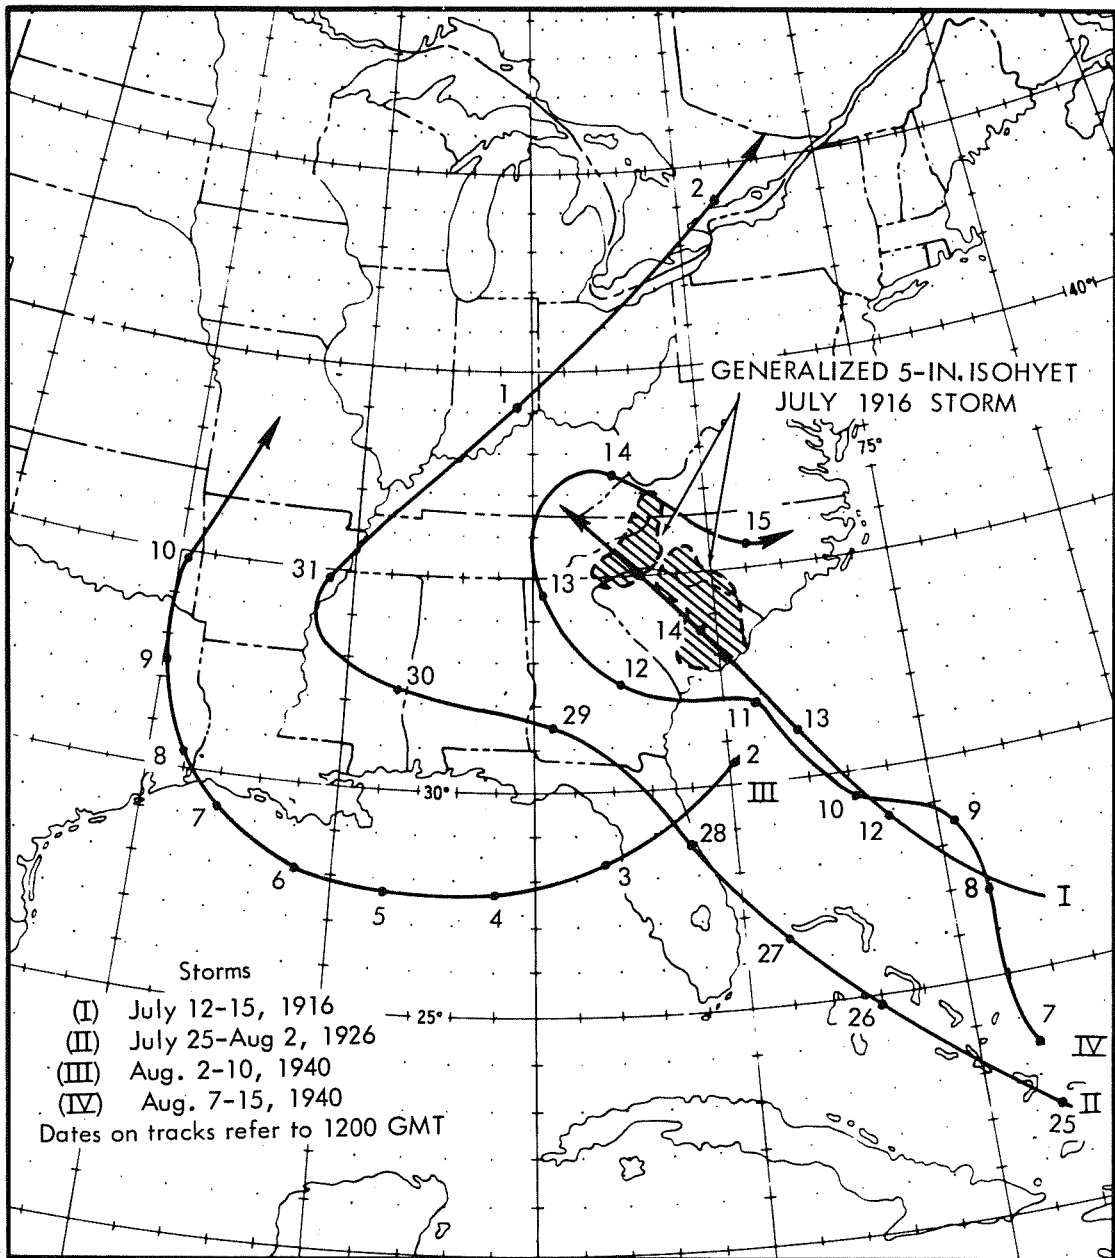 2
40°
GENERALIZED 5-IN. ISOHYET
JULY 1916 STORM
75°
1
14
15
10
31
13
14
9
30
12
29
11
13
8
2
III
30°
7
10
12
9
28
6
3
8
I
5
4
27
26
7
IV
25°
II
25
Storms
(I) July 12-15, 1916
(II) July 25-Aug 2, 1926
(III) Aug. 2-10, 1940
(IV) Aug. 7-15, 1940
Dates on tracks refer to 1200 GMT